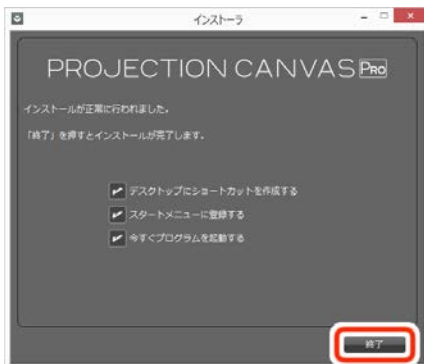 インストーラ
PROJECTION CANVAS PRO
インストールが正常に行われました。
「終了」を押すとインストールが完了します。
デスクトップにショートカットを作成する
スタートメニューに登録する
今すぐプログラムを起動する
終了